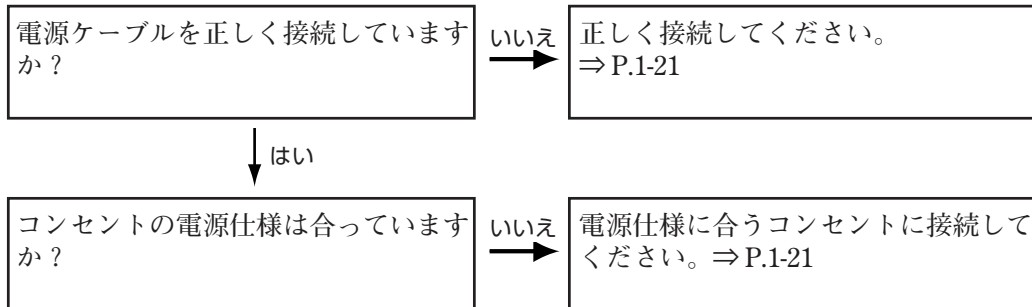 電源ケーブルを正しく接続しています
か？
いいえ
正しく接続してください。
⇒ P.1-21
はい
コンセントの電源仕様は合っています
か？
いいえ
電源仕様に合うコンセントに接続して
ください。⇒ P.1-21